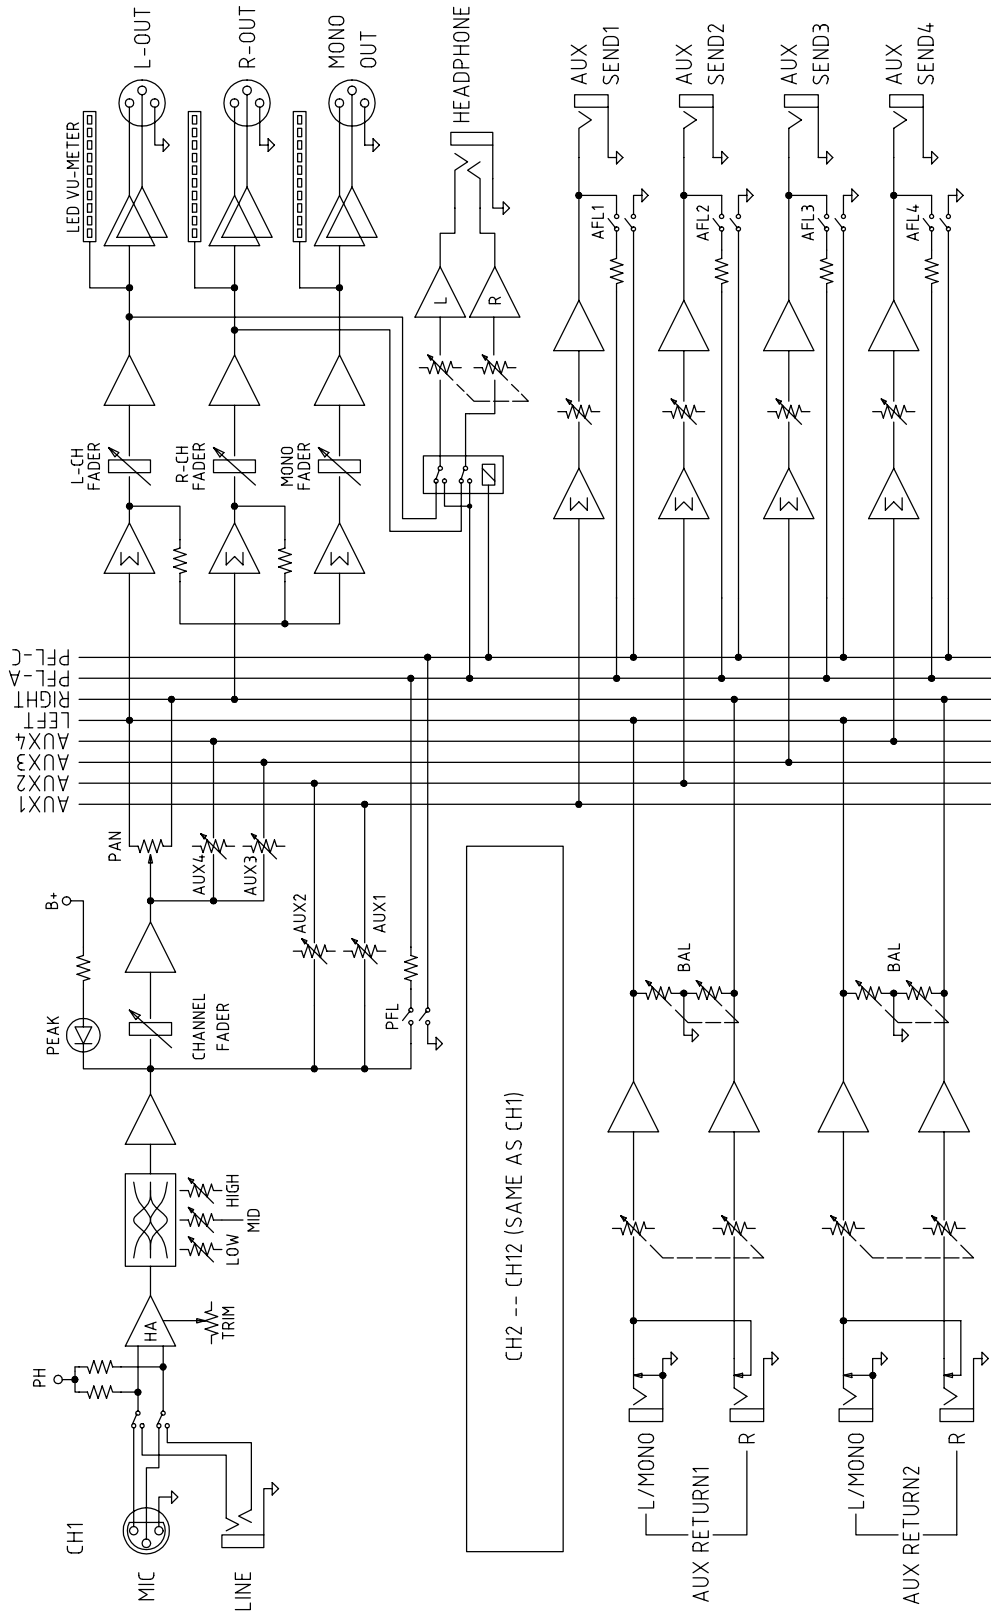 CH1
MIC
LINE
PH
HA
TRIM
LOW
MID
HIGH
PEAK
B+
CHANNEL
FADER
PAN
AUX4
AUX3
AUX2
AUX1
PFL
CH2 -- CH12 (SAME AS CH1)
L/MONO
R
AUX RETURN1
BAL
L/MONO
R
AUX RETURN2
BAL
PFL-C
PFL-A
RIGHT
LEFT
AUX4
AUX3
AUX2
AUX1
Σ
Σ
Σ
L-CH
FADER
R-CH
FADER
MONO
FADER
LED VU-METER
L-OUT
R-OUT
MONO
OUT
L
R
HEADPHONE
Σ
AFL1
AUX
SEND1
Σ
AFL2
AUX
SEND2
Σ
AFL3
AUX
SEND3
Σ
AFL4
AUX
SEND4